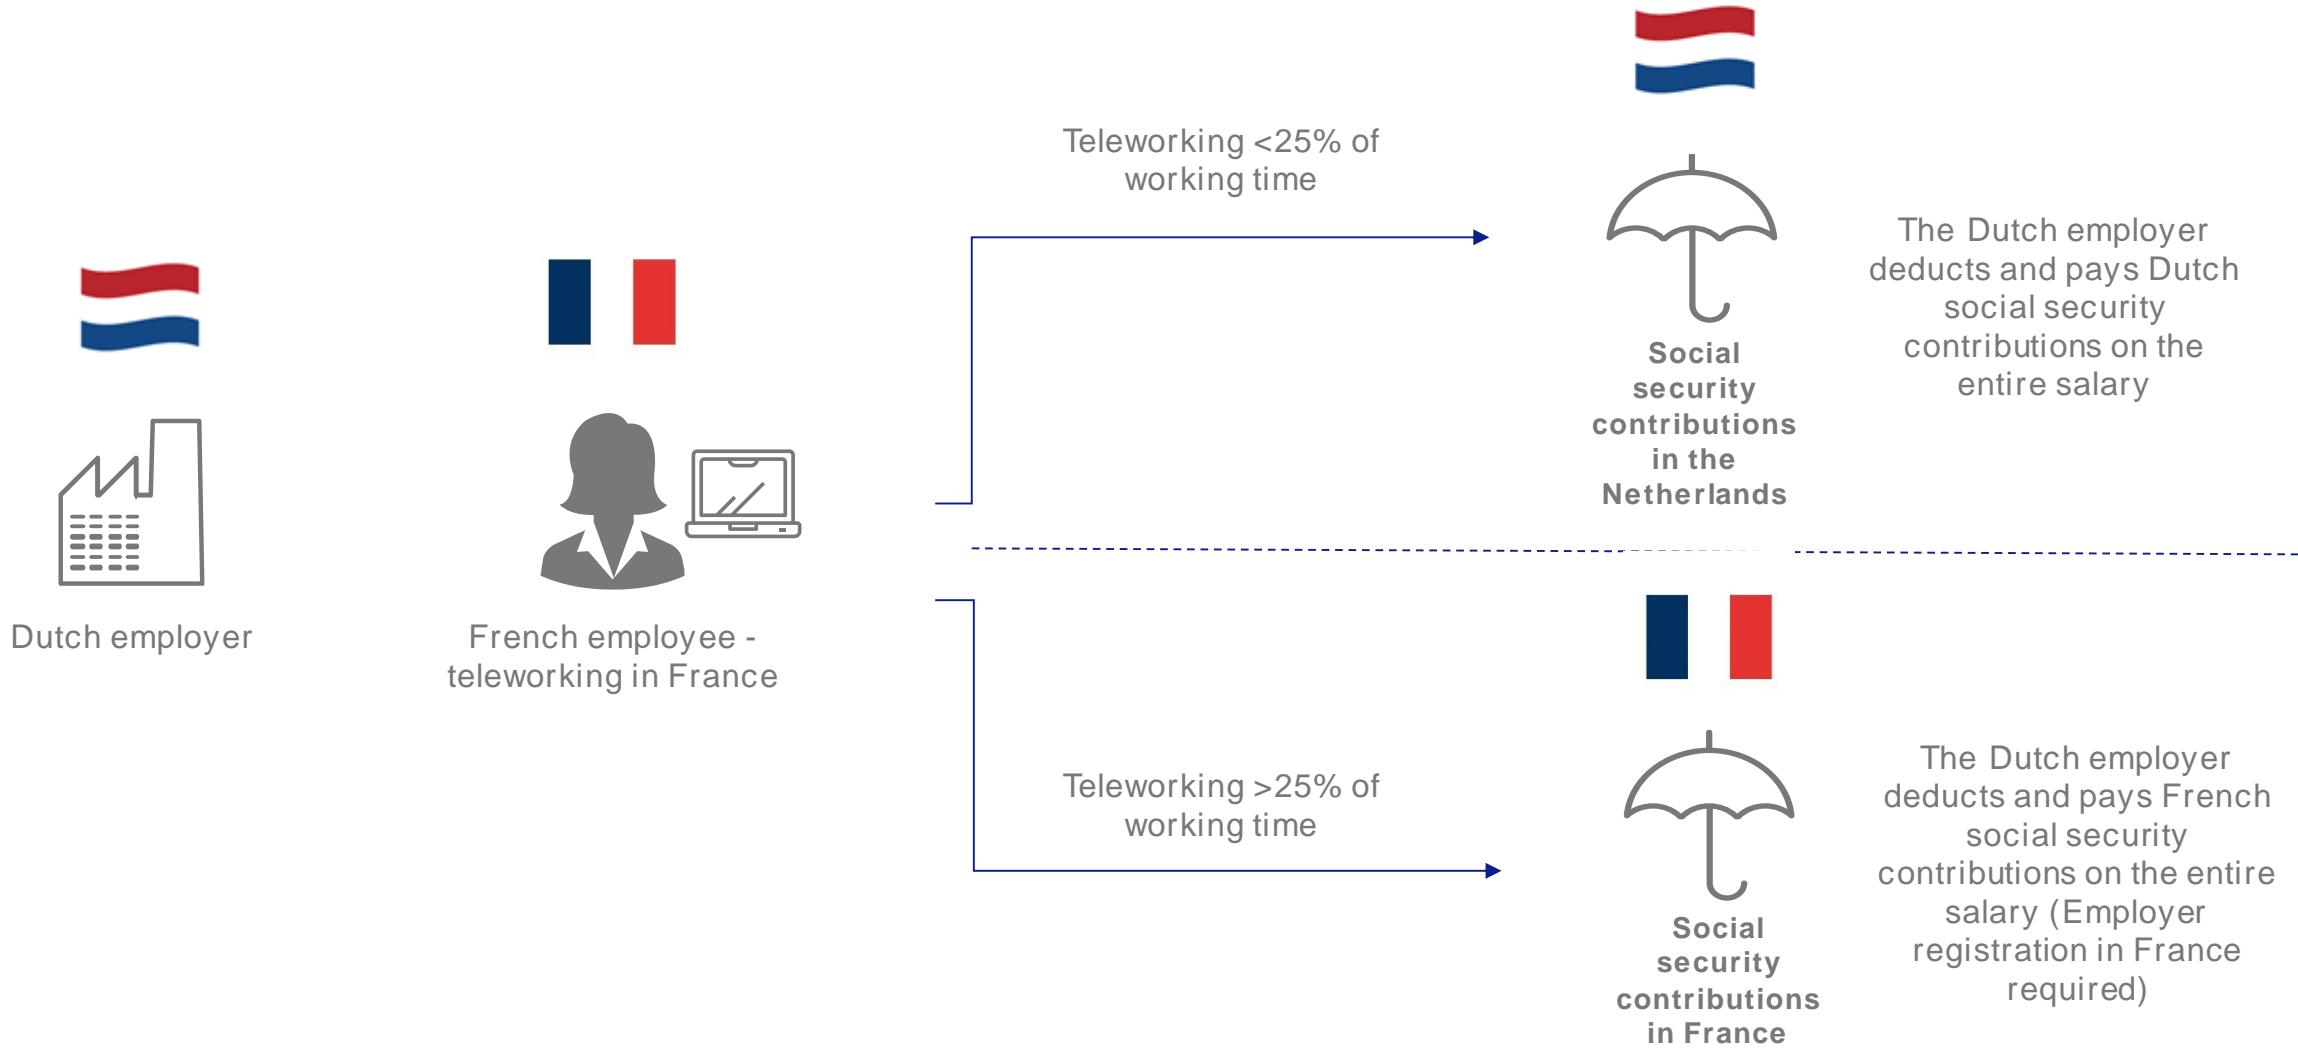 Dutch employer
French employee -
teleworking in France
Teleworking <25% of
working time
Social
security
contributions
in the
Netherlands
The Dutch employer
deducts and pays Dutch
social security
contributions on the
entire salary
Teleworking >25% of
working time
Social
security
contributions
in France
The Dutch employer
deducts and pays French
social security
contributions on the entire
salary (Employer
registration in France
required)